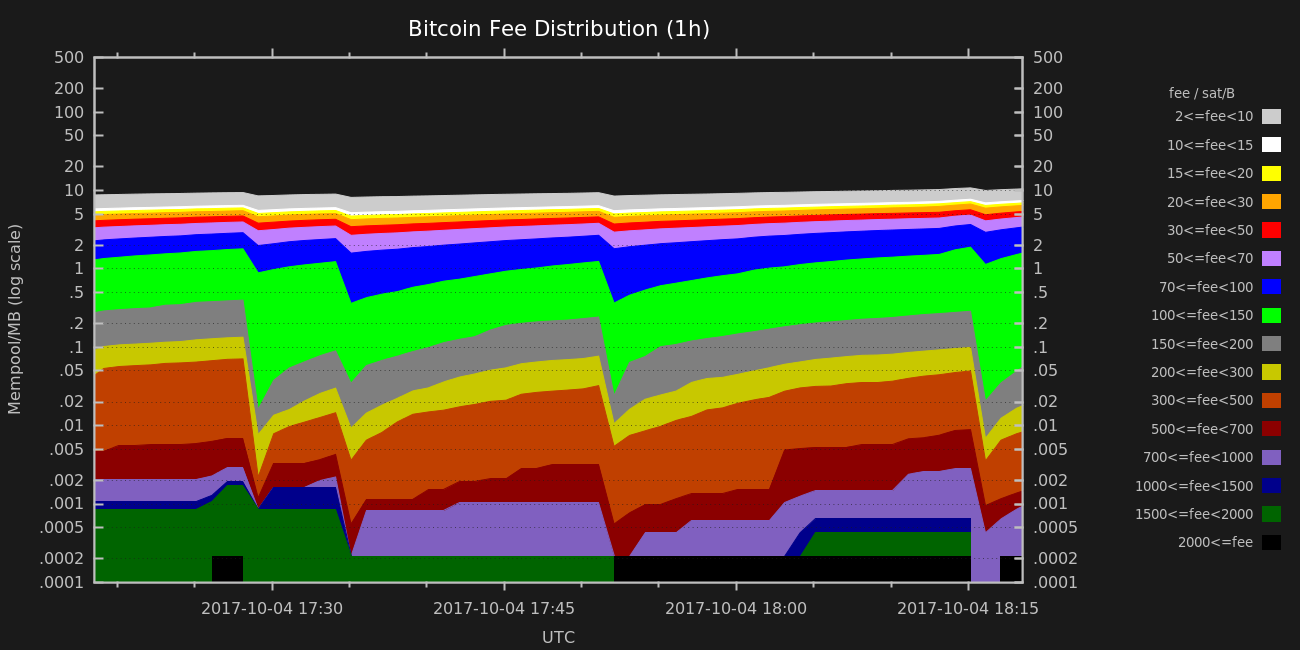 Bitcoin Fee Distribution (1h)
500 500
200 200
100 100
50 50
20 20
10 10
5 5
2 2
1 1
.5 .5
.2 .2
.1 .1
.05 .05
.02 .02
.01 .01
.005 .005
.002 .002
.001 .001
.0005 .0005
.0002 .0002
.0001 .0001
Mempool/MB (log scale)
2017-10-04 17:30 2017-10-04 17:45 2017-10-04 18:00 2017-10-04 18:15
UTC
fee / sat/B
2<=fee<10
10<=fee<15
15<=fee<20
20<=fee<30
30<=fee<50
50<=fee<70
70<=fee<100
100<=fee<150
150<=fee<200
200<=fee<300
300<=fee<500
500<=fee<700
700<=fee<1000
1000<=fee<1500
1500<=fee<2000
2000<=fee